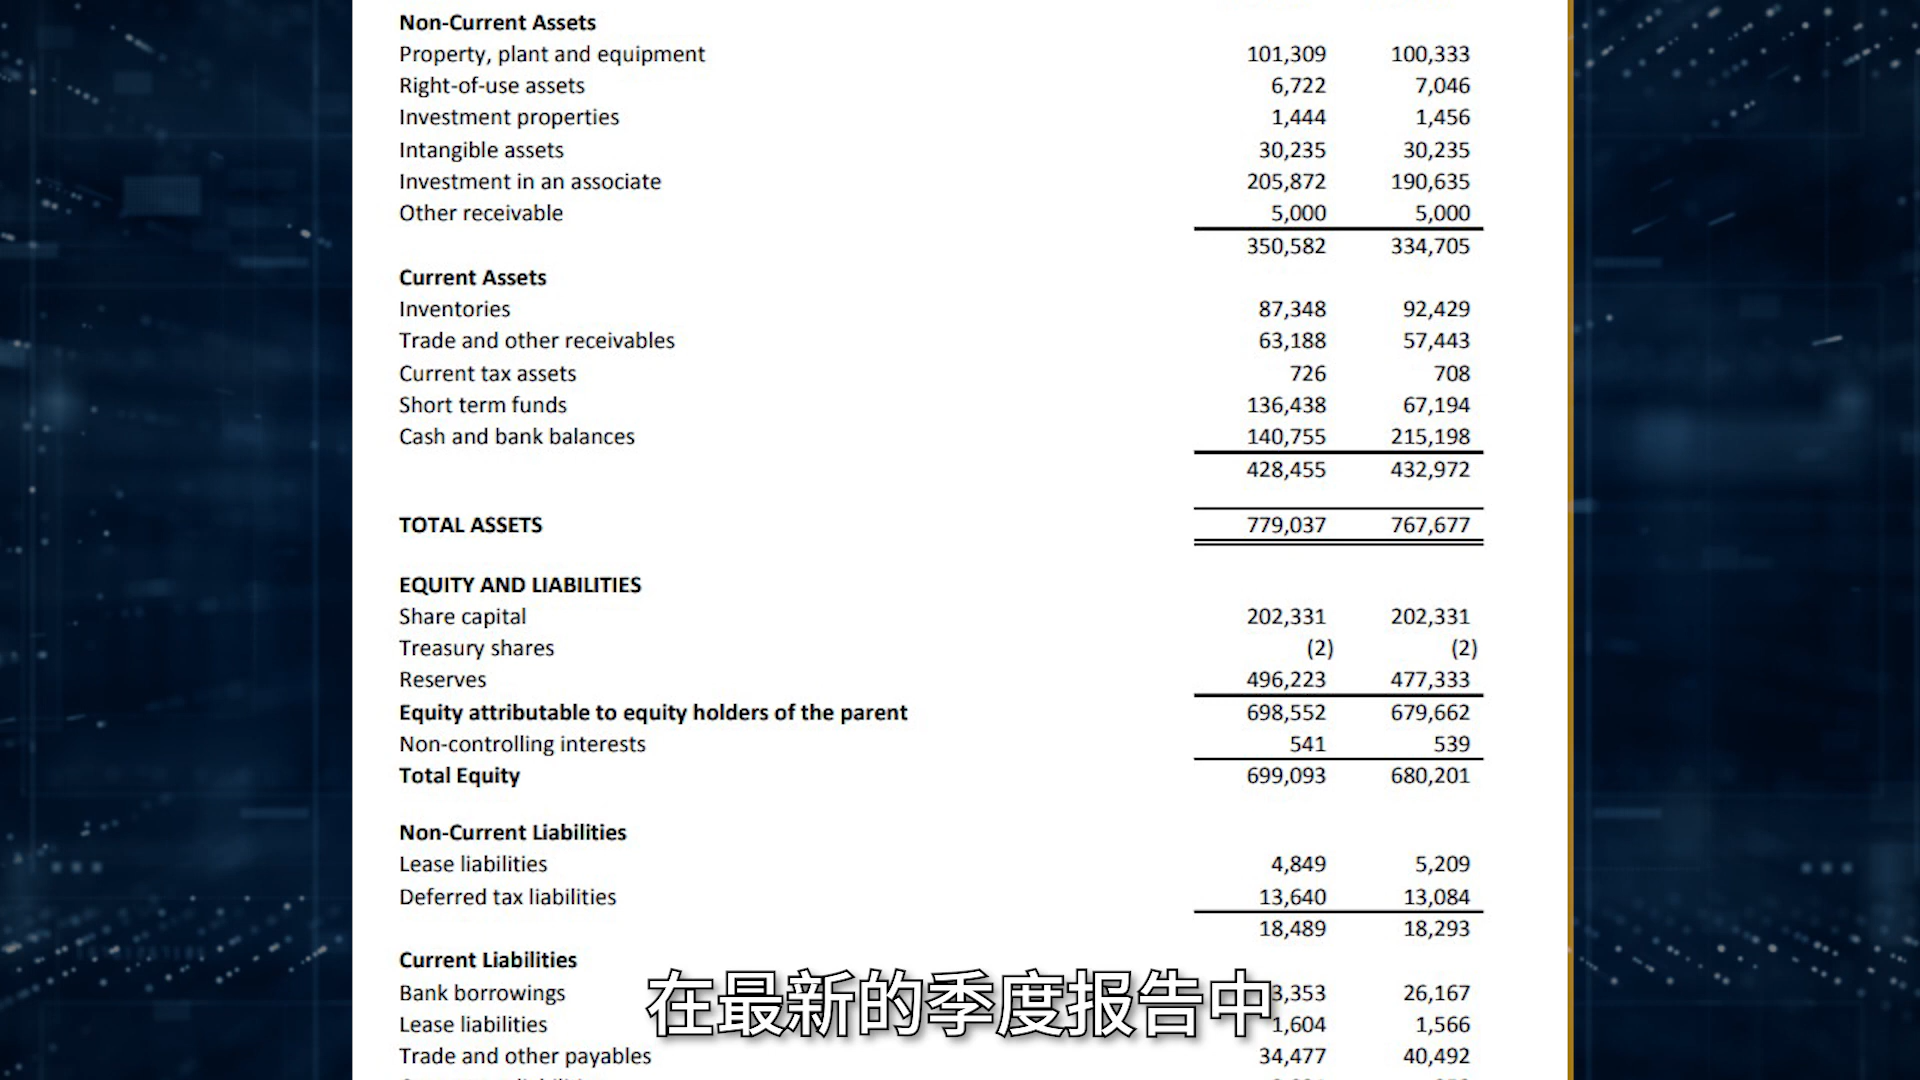 Non-Current Assets
Property, plant and equipment 101,309 100,333
Right-of-use assets 6,722 7,046
Investment properties 1,444 1,456
Intangible assets 30,235 30,235
Investment in an associate 205,872 190,635
Other receivable 5,000 5,000
350,582 334,705
Current Assets
Inventories 87,348 92,429
Trade and other receivables 63,188 57,443
Current tax assets 726 708
Short term funds 136,438 67,194
Cash and bank balances 140,755 215,198
428,455 432,972
TOTAL ASSETS 779,037 767,677
EQUITY AND LIABILITIES
Share capital 202,331 202,331
Treasury shares (2) (2)
Reserves 496,223 477,333
Equity attributable to equity holders of the parent 698,552 679,662
Non-controlling interests 541 539
Total Equity 699,093 680,201
Non-Current Liabilities
Lease liabilities 4,849 5,209
Deferred tax liabilities 13,640 13,084
18,489 18,293
Current Liabilities
Bank borrowings 26,167
Lease liabilities 1,604 1,566
Trade and other payables 34,477 40,492
在最新的季度报告中